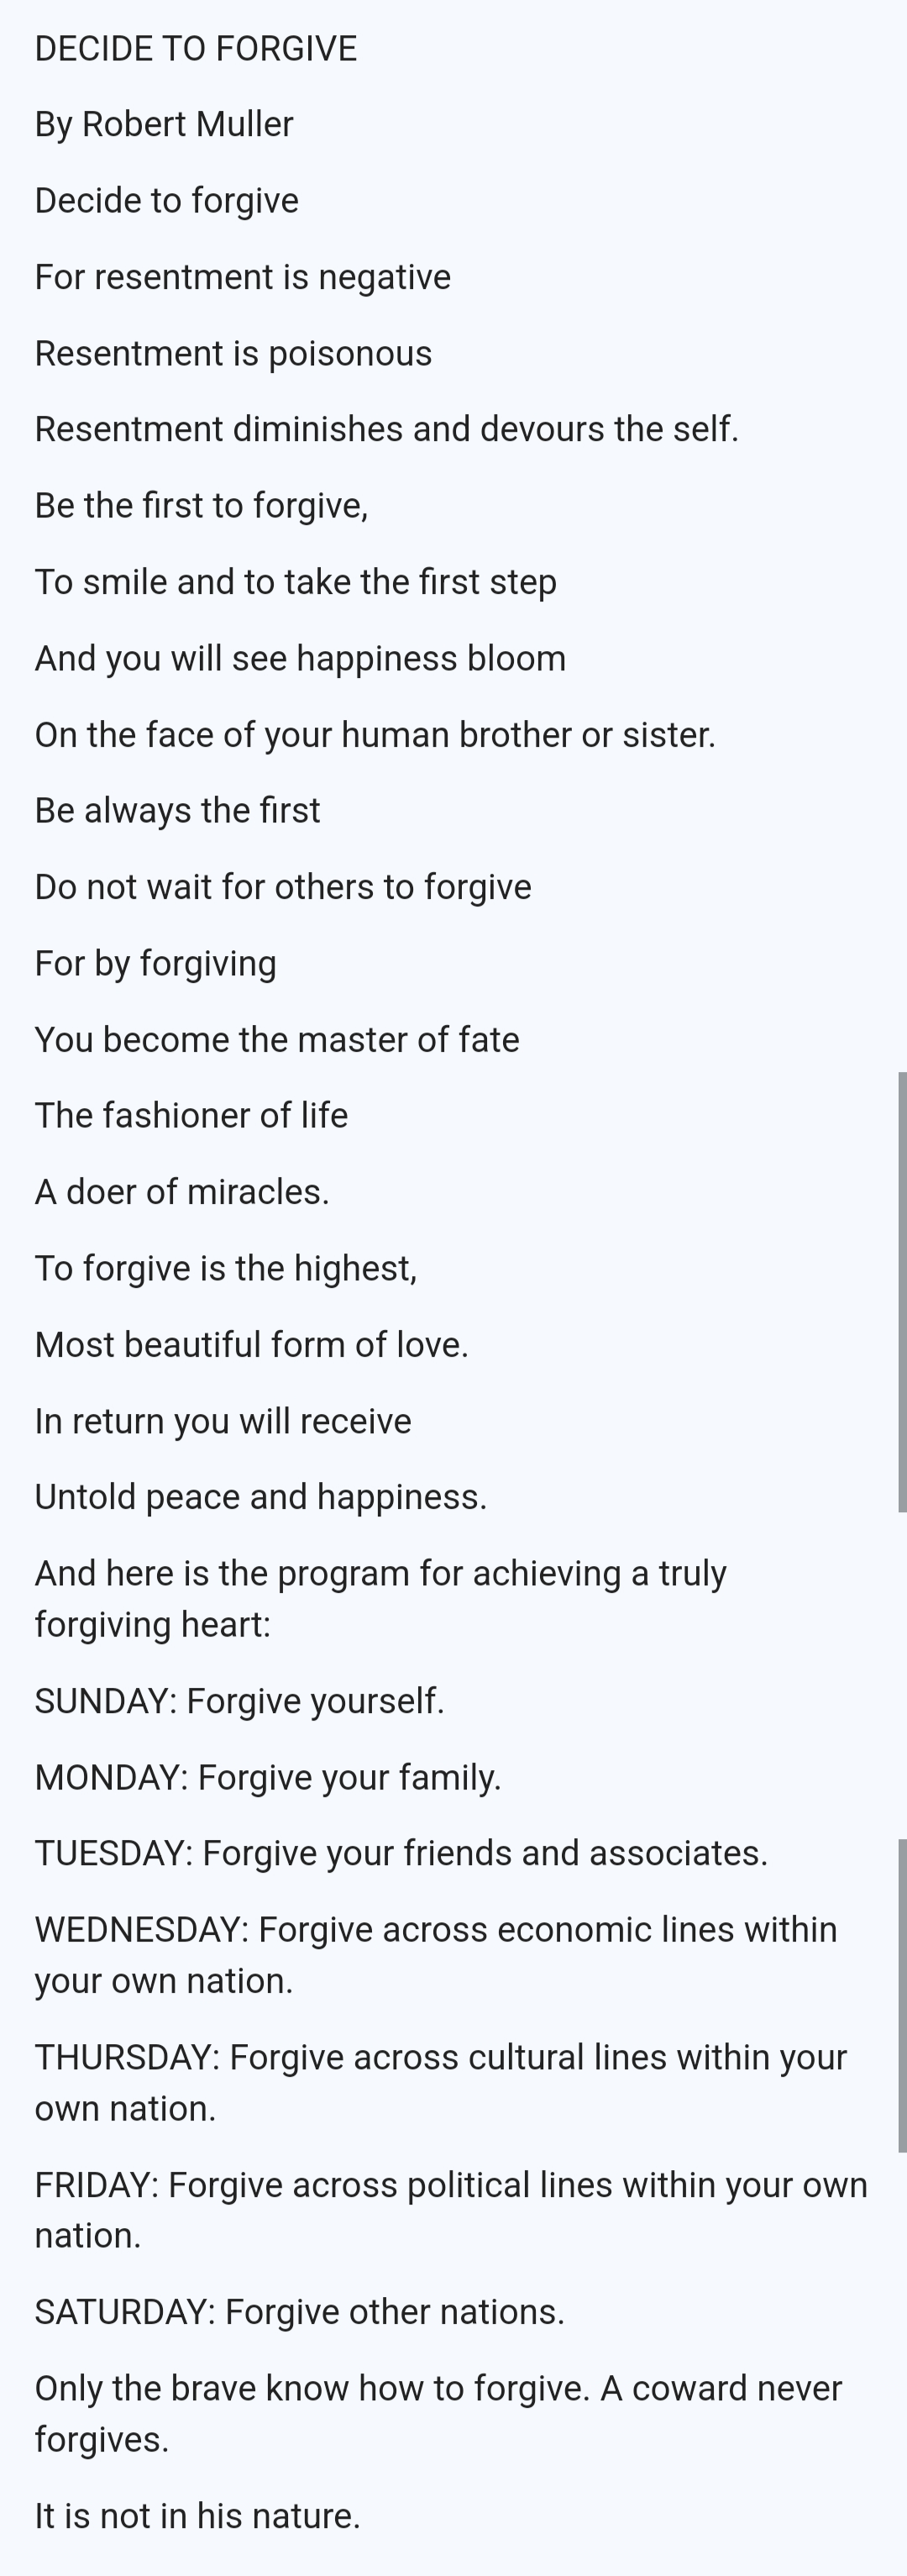 DECIDE TO FORGIVE
By Robert Muller
Decide to forgive
For resentment is negative
Resentment is poisonous
Resentment diminishes and devours the self.
Be the first to forgive,
To smile and to take the first step
And you will see happiness bloom
On the face of your human brother or sister.
Be always the first
Do not wait for others to forgive
For by forgiving
You become the master of fate
The fashioner of life
A doer of miracles.
To forgive is the highest,
Most beautiful form of love.
In return you will receive
Untold peace and happiness.
And here is the program for achieving a truly
forgiving heart:
SUNDAY: Forgive yourself.
MONDAY: Forgive your family.
TUESDAY: Forgive your friends and associates.
WEDNESDAY: Forgive across economic lines within
your own nation.
THURSDAY: Forgive across cultural lines within your
own nation.
FRIDAY: Forgive across political lines within your own
nation.
SATURDAY: Forgive other nations.
Only the brave know how to forgive. A coward never
forgives.
It is not in his nature.